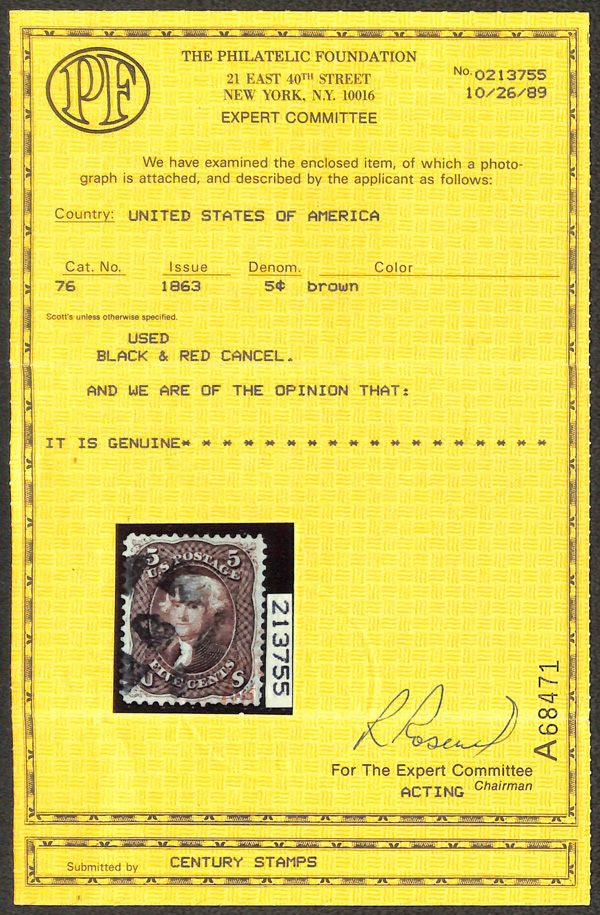 PF
THE PHILATELIC FOUNDATION
21 EAST 40TH STREET
NEW YORK, N.Y. 10016
EXPERT COMMITTEE
No. 0213755
10/26/89
We have examined the enclosed item, of which a photo-
graph is attached, and described by the applicant as follows:
Country: UNITED STATES OF AMERICA
Cat. No. Issue Denom. Color
76 1863 5¢ brown
Scott's unless otherwise specified.
USED
BLACK & RED CANCEL.
AND WE ARE OF THE OPINION THAT:
IT IS GENUINE* * * * * * * * * * * * * * * * * *
5 5
U.S. POSTAGE
FIVE CENTS
U S
213755
R Rosen
A68471
For The Expert Committee
ACTING Chairman
Submitted by CENTURY STAMPS